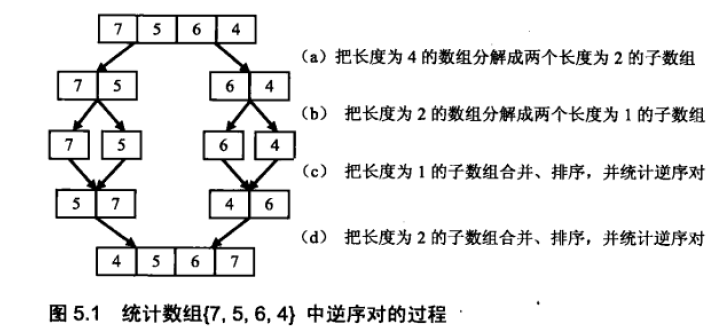 7 5 6 4
(a) 把长度为 4 的数组分解成两个长度为 2 的子数组
7 5 6 4
(b) 把长度为 2 的数组分解成两个长度为 1 的子数组
7 5 6 4
(c) 把长度为 1 的子数组合并、排序，并统计逆序对
5 7 4 6
(d) 把长度为 2 的子数组合并、排序，并统计逆序对
4 5 6 7
图 5.1 统计数组{7, 5, 6, 4} 中逆序对的过程